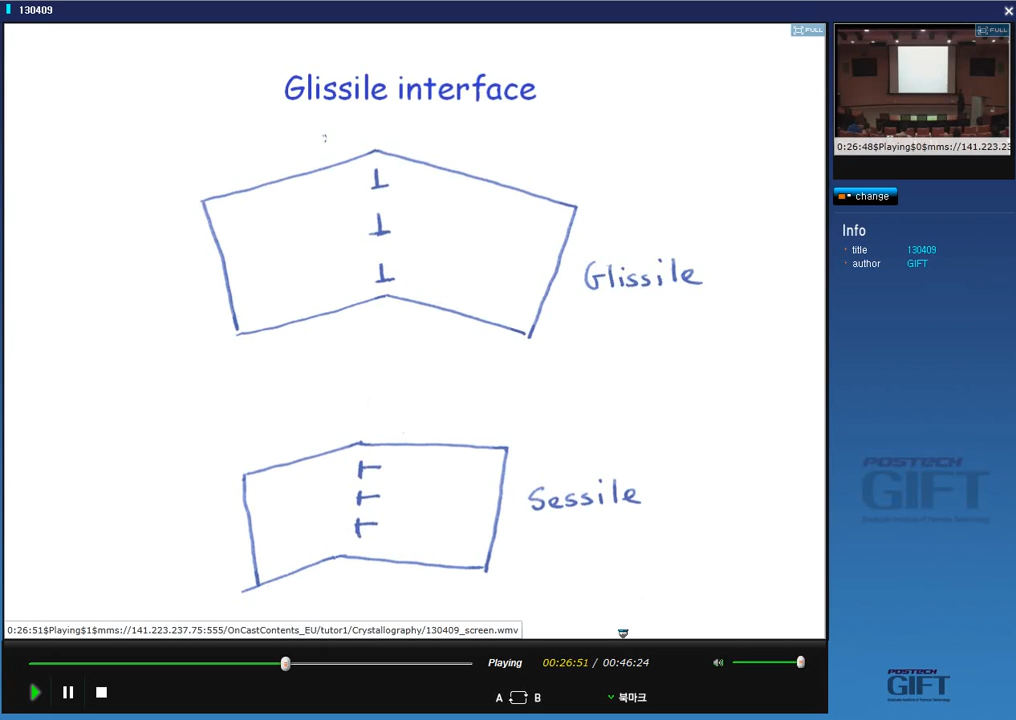 130409
FULL
FULL
Glissile interface
Glissile
Sessile
0:26:48$Playing$0$mms://141.223.23
change
Info
title 130409
author GIFT
POSTECH
GIFT
0:26:51$Playing$1$mms://141.223.237.75:555/OnCastContents_EU/tutor1/Crystallography/130409_screen.wmv
Playing 00:26:51 / 00:46:24
A B 북마크
POSTECH
GIFT